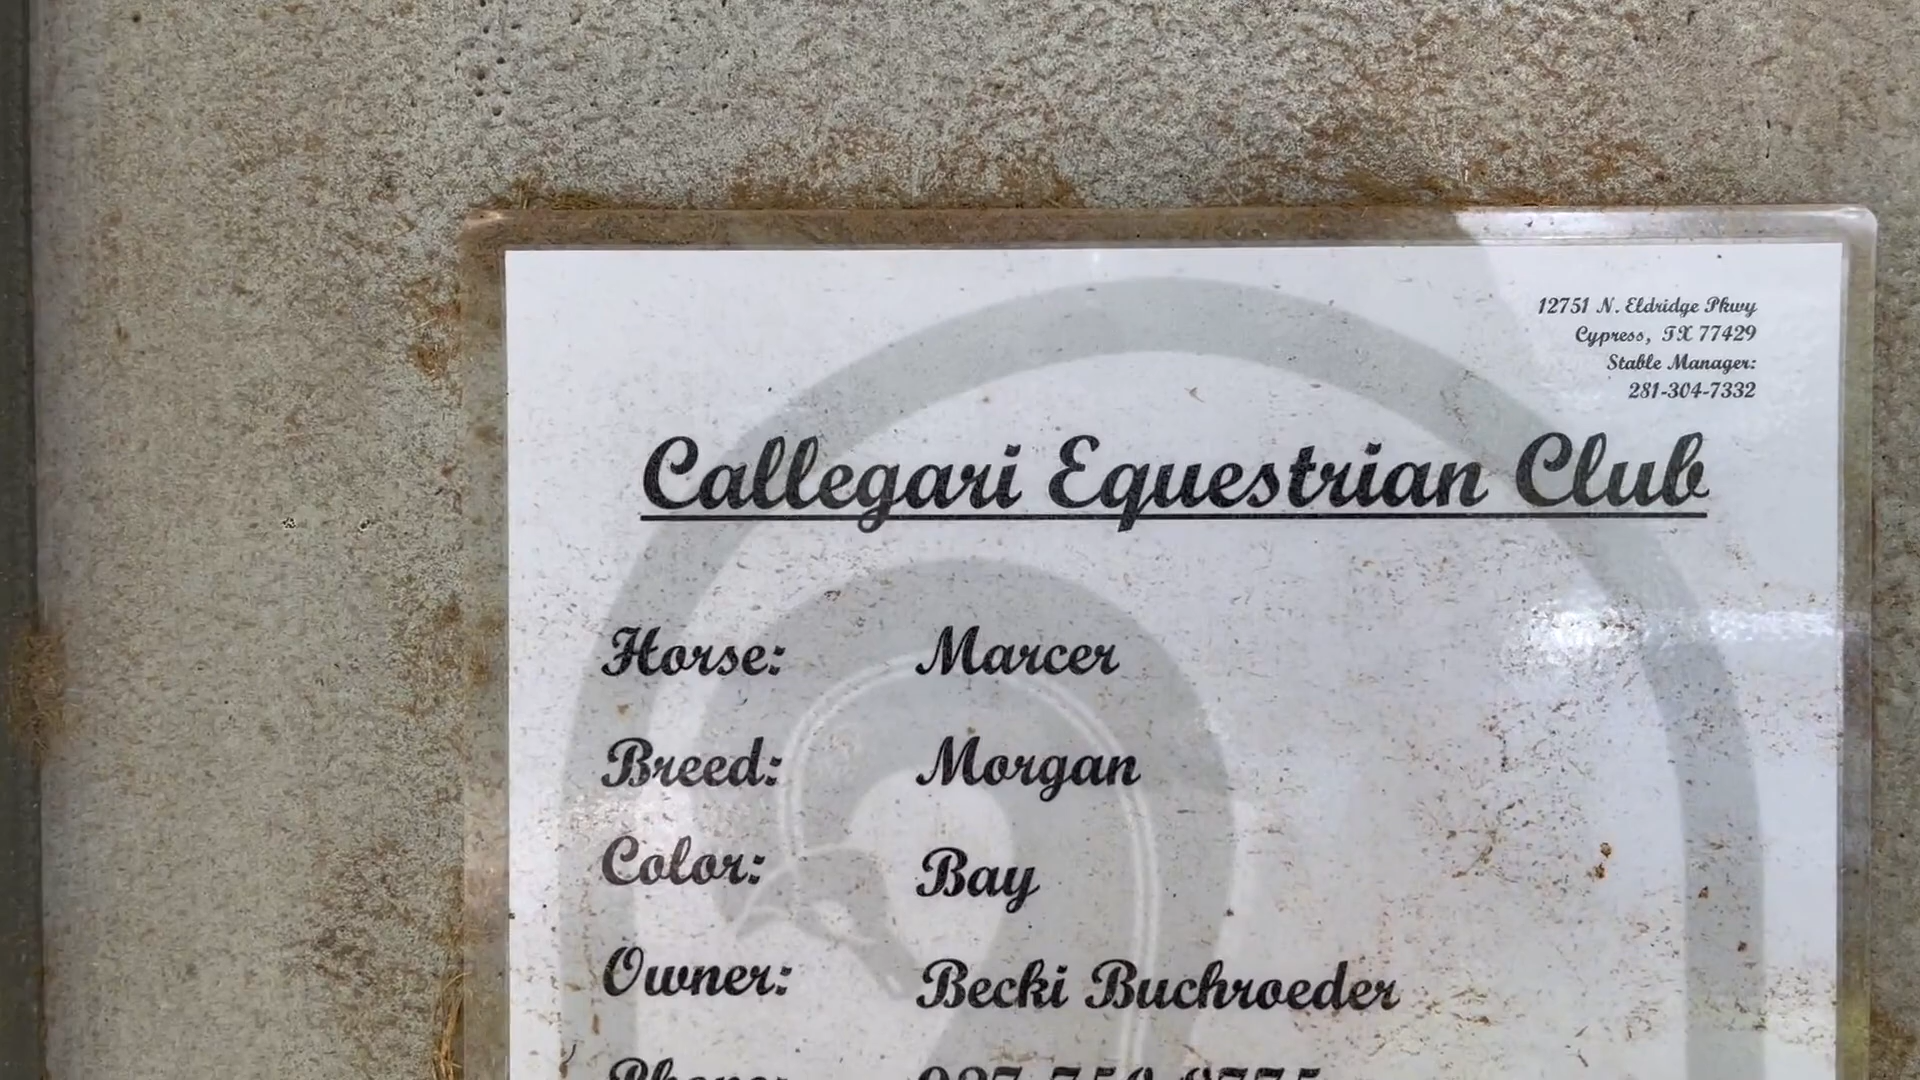 12751 N. Eldridge Pkwy
Cypress, TX 77429
Stable Manager:
281-304-7332
Callegari Equestrian Club
Horse: Marcer
Breed: Morgan
Color: Bay
Owner: Becki Buchroeder
Phone: